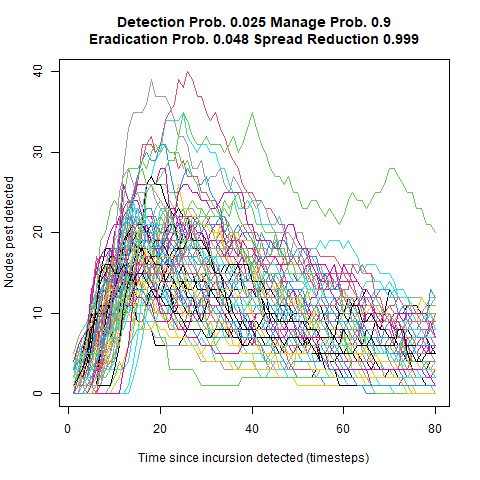 Detection Prob. 0.025 Manage Prob. 0.9
Eradication Prob. 0.048 Spread Reduction 0.999
Nodes pest detected
40
30
20
10
0
0 20 40 60 80
Time since incursion detected (timesteps)